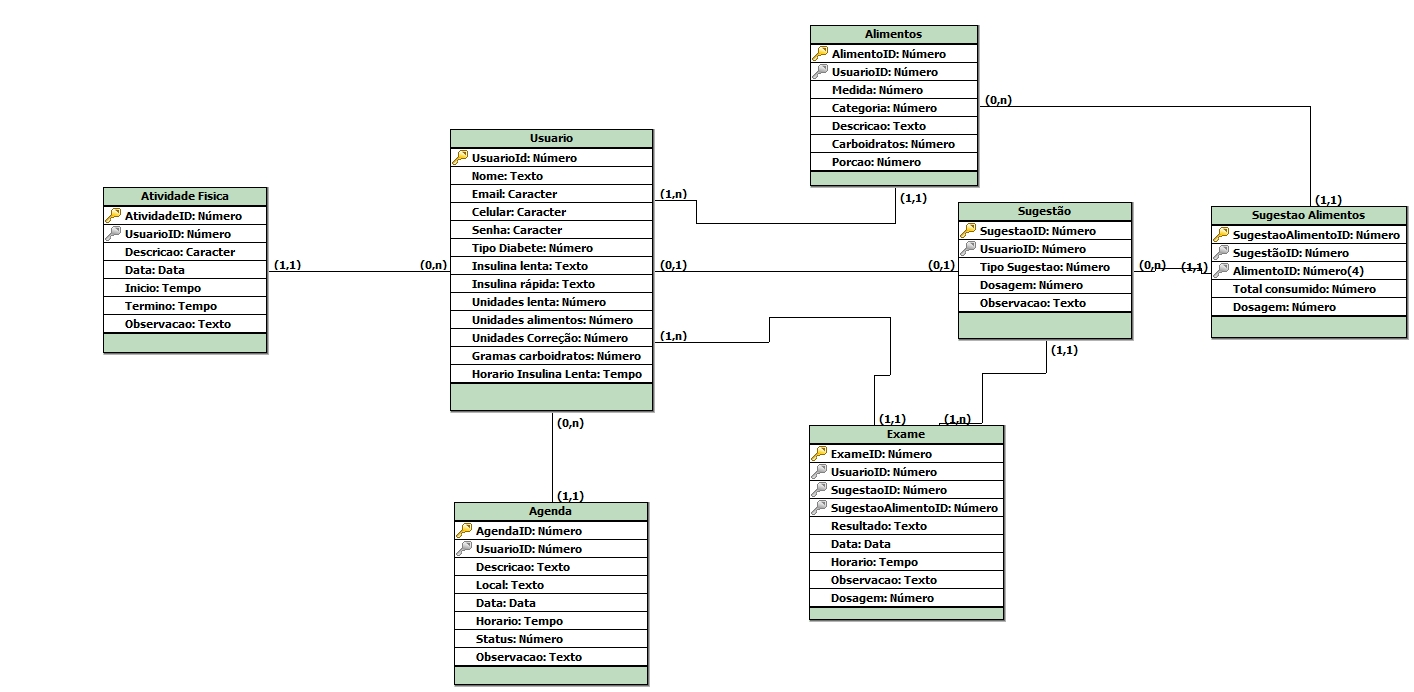 Alimentos
AlimentoID: Número
UsuarioID: Número
Medida: Número
Categoria: Número
Descricao: Texto
Carboidratos: Número
Porcao: Número
(0,n)
(1,1)
(1,1)
Usuario
UsuarioId: Número
Nome: Texto
Email: Caracter
Celular: Caracter
Senha: Caracter
Tipo Diabete: Número
Insulina lenta: Texto
Insulina rápida: Texto
Unidades lenta: Número
Unidades alimentos: Número
Unidades Correção: Número
Gramas carboidratos: Número
Horario Insulina Lenta: Tempo
(1,n)
(0,1)
(1,n)
(0,n)
(0,n)
Atividade Fisica
AtividadeID: Número
UsuarioID: Número
Descricao: Caracter
Data: Data
Inicio: Tempo
Termino: Tempo
Observacao: Texto
(1,1)
Sugestão
SugestaoID: Número
UsuarioID: Número
Tipo Sugestao: Número
Dosagem: Número
Observacao: Texto
(0,1)
(0,n)
(1,1)
(1,1)
Sugestao Alimentos
SugestaoAlimentoID: Número
SugestãoID: Número
AlimentoID: Número(4)
Total consumido: Número
Dosagem: Número
(1,1)
(1,n)
Exame
ExameID: Número
UsuarioID: Número
SugestaoID: Número
SugestaoAlimentoID: Número
Resultado: Texto
Data: Data
Horario: Tempo
Observacao: Texto
Dosagem: Número
(1,1)
Agenda
AgendaID: Número
UsuarioID: Número
Descricao: Texto
Local: Texto
Data: Data
Horario: Tempo
Status: Número
Observacao: Texto